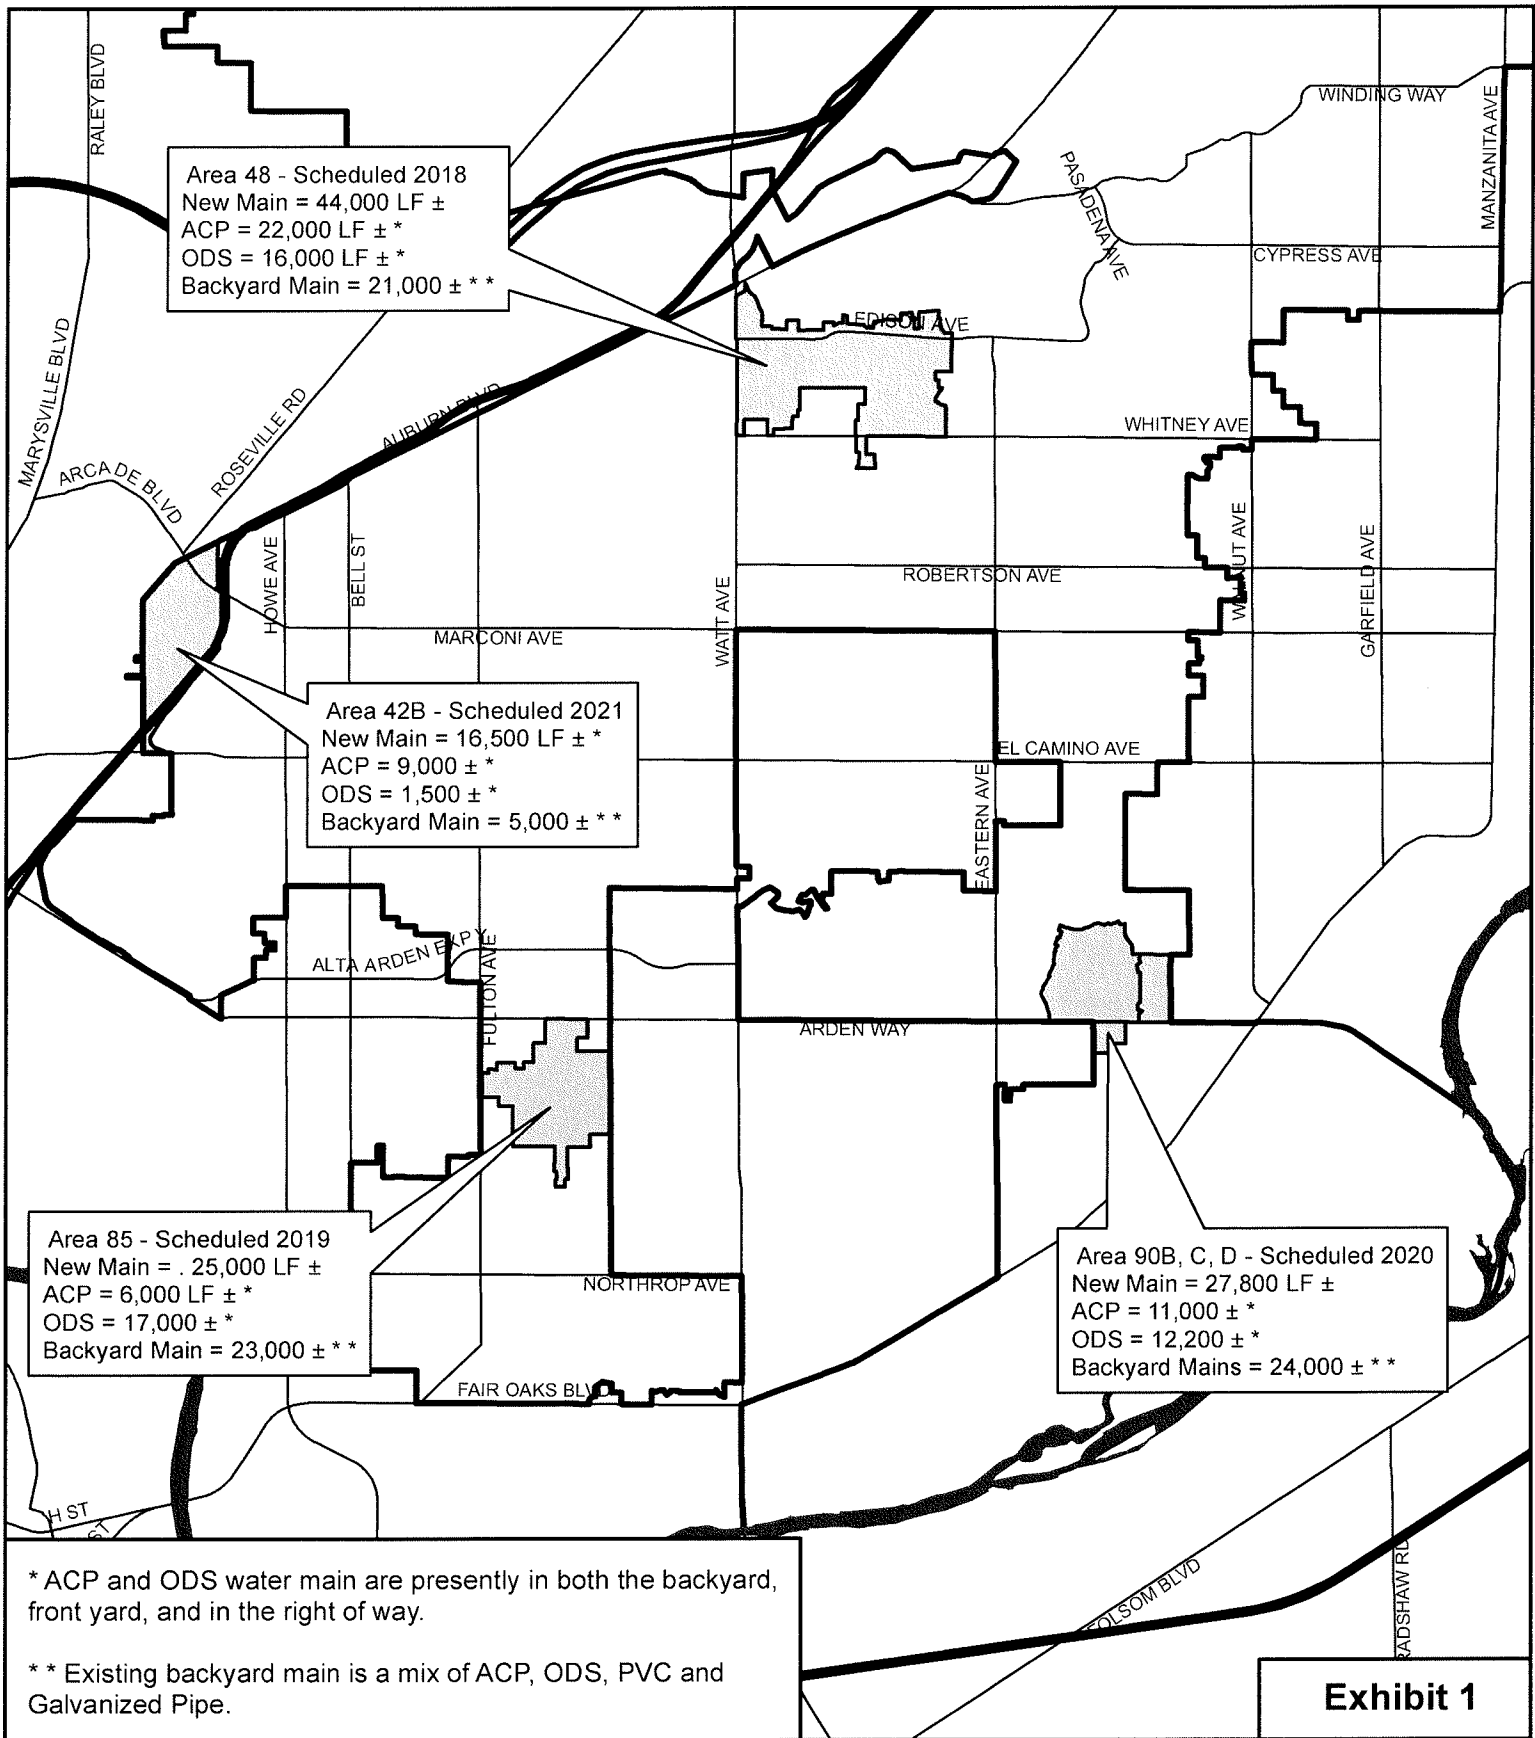 RALEY BLVD
WINDING WAY
MANZANITA AVE
PASADENA AVE
CYPRESS AVE
Area 48 - Scheduled 2018
New Main = 44,000 LF ±
ACP = 22,000 LF ± *
ODS = 16,000 LF ± *
Backyard Main = 21,000 ± * *
EDISON AVE
MARYSVILLE BLVD
ROSEVILLE RD
AUBURN BLVD
WHITNEY AVE
ARCADE BLVD
HOWE AVE
BELL ST
WATT AVE
ROBERTSON AVE
WALNUT AVE
GARFIELD AVE
MARCONI AVE
Area 42B - Scheduled 2021
New Main = 16,500 LF ± *
ACP = 9,000 ± *
ODS = 1,500 ± *
Backyard Main = 5,000 ± * *
EL CAMINO AVE
EASTERN AVE
ALTA ARDEN EXPY
FULTON AVE
ARDEN WAY
Area 85 - Scheduled 2019
New Main = . 25,000 LF ±
ACP = 6,000 LF ± *
ODS = 17,000 ± *
Backyard Main = 23,000 ± * *
NORTHROP AVE
Area 90B, C, D - Scheduled 2020
New Main = 27,800 LF ±
ACP = 11,000 ± *
ODS = 12,200 ± *
Backyard Mains = 24,000 ± * *
FAIR OAKS BLVD
H ST
ST
FOLSOM BLVD
RADSHAW RD
* ACP and ODS water main are presently in both the backyard,
front yard, and in the right of way.
* * Existing backyard main is a mix of ACP, ODS, PVC and
Galvanized Pipe.
Exhibit 1